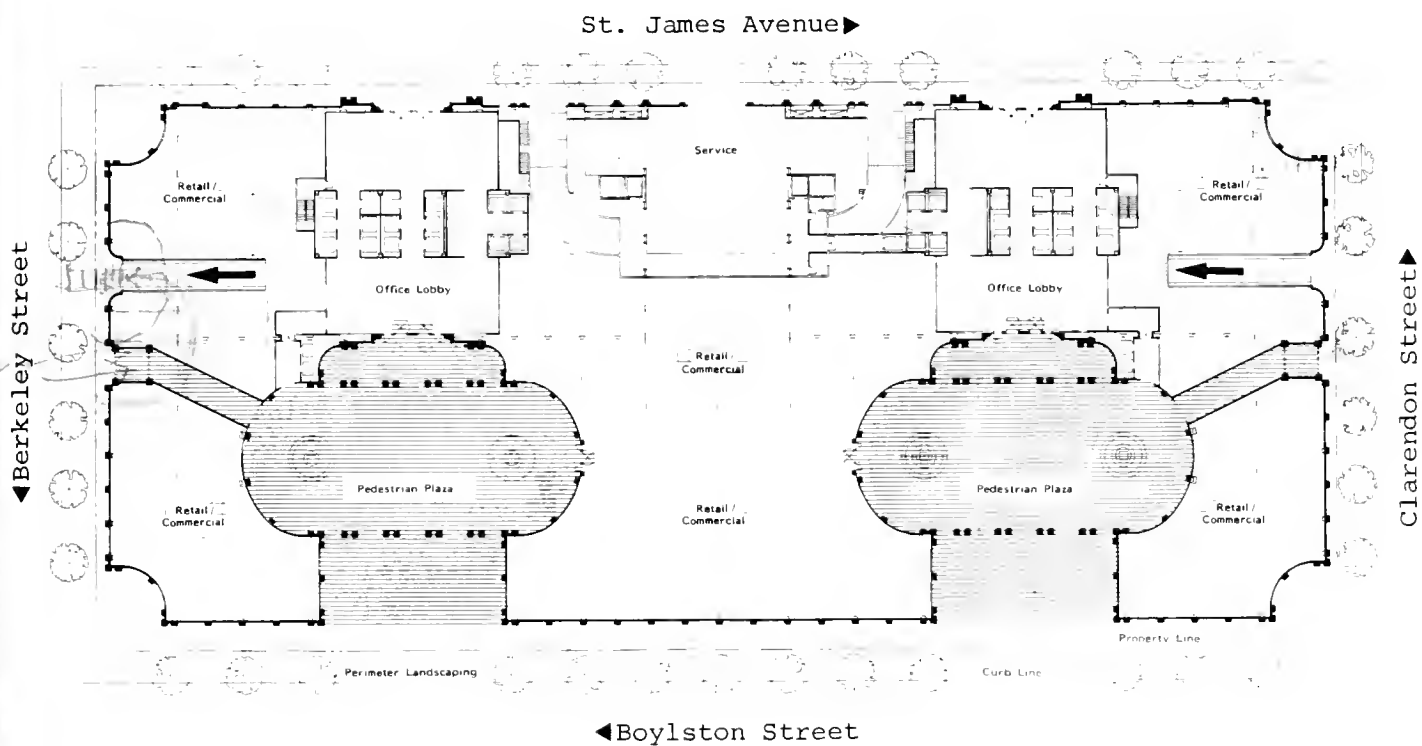 St. James Avenue▶
Service
Retail /
Commercial
Retail /
Commercial
◀Berkeley Street
Clarendon Street▶
Office Lobby
Office Lobby
Retail /
Commercial
Pedestrian Plaza
Pedestrian Plaza
Retail /
Commercial
Retail /
Commercial
Retail /
Commercial
Property Line
Perimeter Landscaping
Curb Line
◀Boylston Street